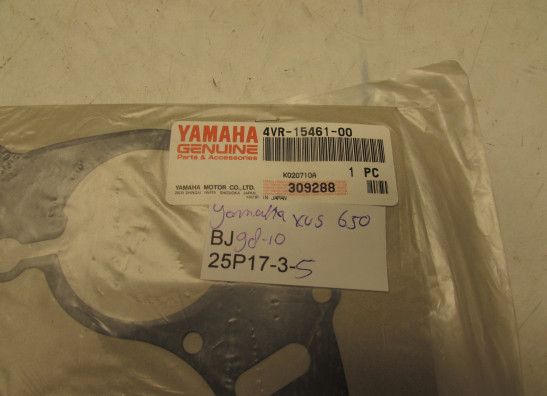 YAMAHA
GENUINE
Parts & Accessories
4VR-15461-00
K020710A
1 PC
YAMAHA MOTOR CO.,LTD.
309288
MADE IN JAPAN
yamaha xvs 650
BJ 98-10
25P17-3-5